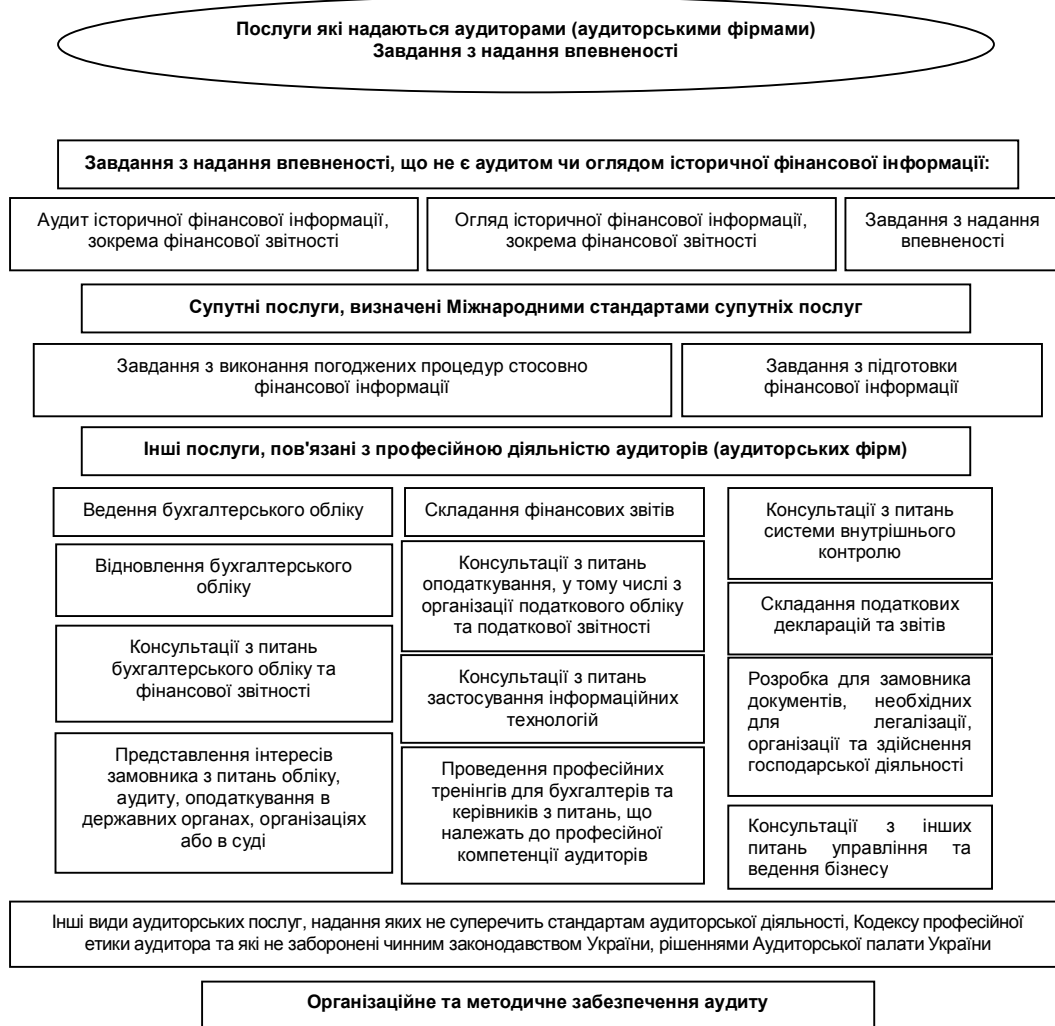 Послуги які надаються аудиторами (аудиторськими фірмами)
Завдання з надання впевненості
Завдання з надання впевненості, що не є аудитом чи оглядом історичної фінансової інформації:
Аудит історичної фінансової інформації,
зокрема фінансової звітності
Огляд історичної фінансової інформації,
зокрема фінансової звітності
Завдання з надання
впевненості
Супутні послуги, визначені Міжнародними стандартами супутніх послуг
Завдання з виконання погоджених процедур стосовно
фінансової інформації
Завдання з підготовки
фінансової інформації
Інші послуги, пов'язані з професійною діяльністю аудиторів (аудиторських фірм)
Ведення бухгалтерського обліку
Відновлення бухгалтерського
обліку
Консультації з питань
бухгалтерського обліку та
фінансової звітності
Представлення інтересів
замовника з питань обліку,
аудиту, оподаткування в
державних органах, організаціях
або в суді
Складання фінансових звітів
Консультації з питань
оподаткування, у тому числі з
організації податкового обліку
та податкової звітності
Консультації з питань
застосування інформаційних
технологій
Проведення професійних
тренінгів для бухгалтерів та
керівників з питань, що
належать до професійної
компетенції аудиторів
Консультації з питань
системи внутрішнього
контролю
Складання податкових
декларацій та звітів
Розробка для замовника
документів, необхідних
для легалізації,
організації та здійснення
господарської діяльності
Консультації з інших
питань управління та
ведення бізнесу
Інші види аудиторських послуг, надання яких не суперечить стандартам аудиторської діяльності, Кодексу професійної
етики аудитора та які не заборонені чинним законодавством України, рішеннями Аудиторської палати України
Організаційне та методичне забезпечення аудиту